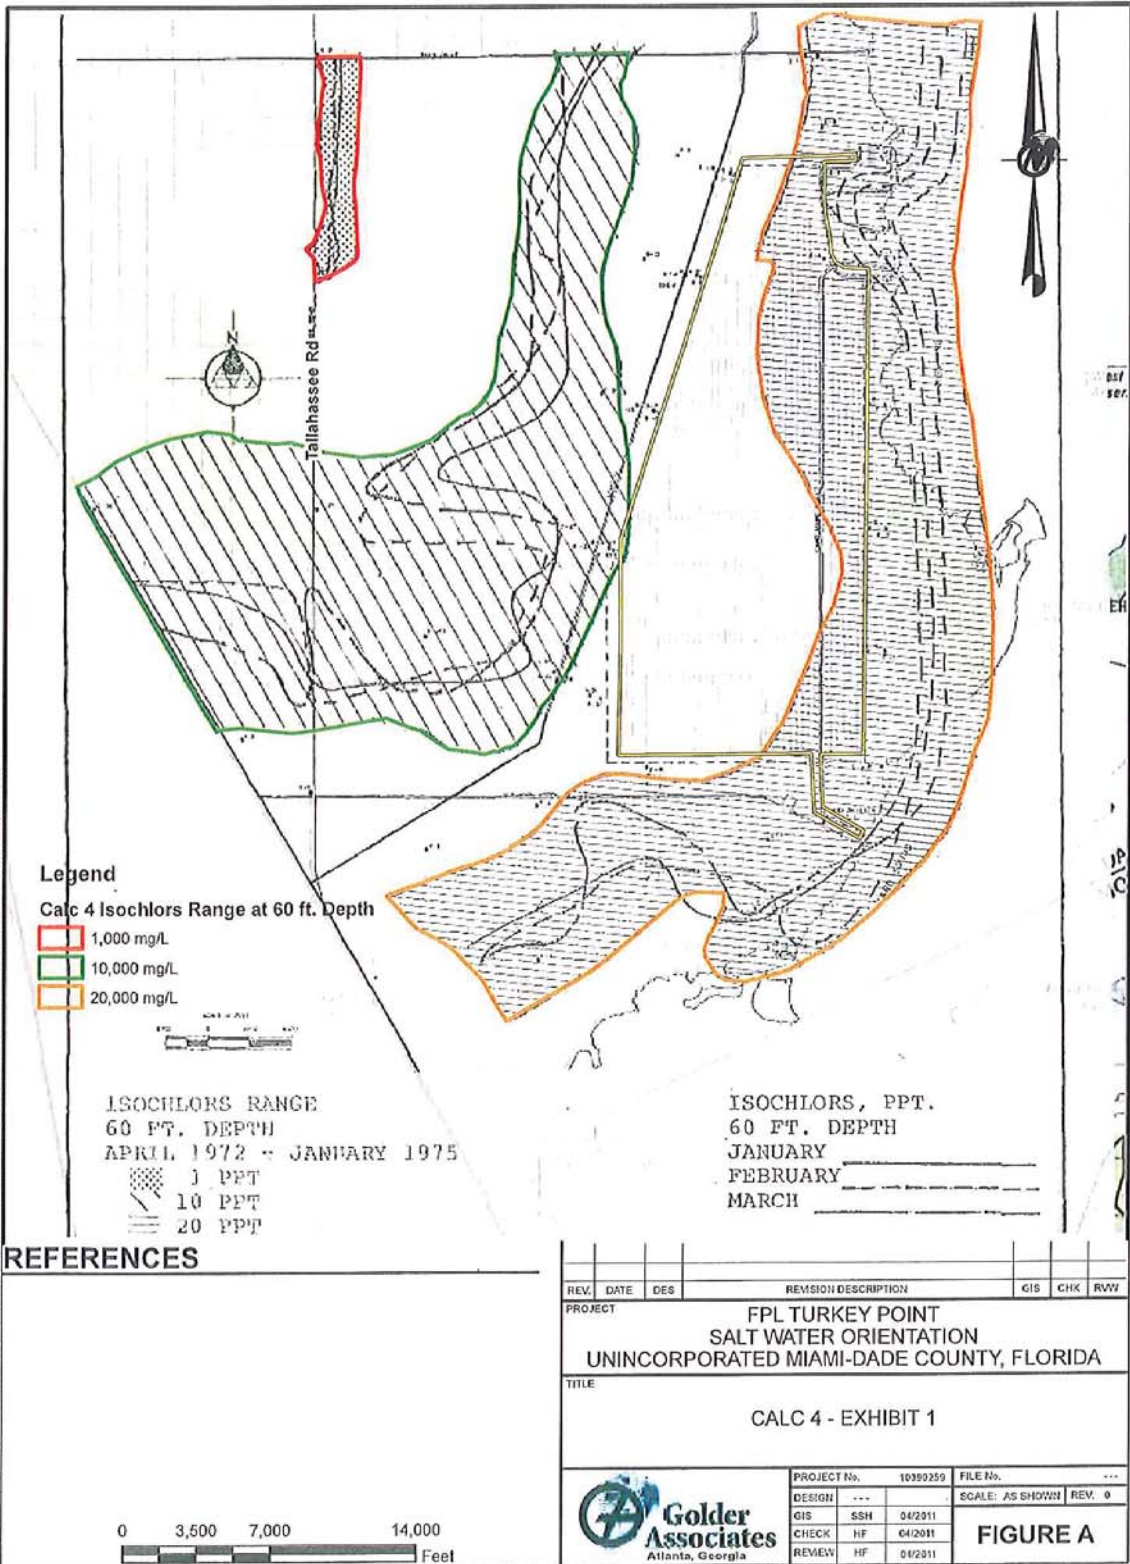 Tallahassee Rd
N
Legend
Calc 4 Isochlors Range at 60 ft. Depth
1,000 mg/L
10,000 mg/L
20,000 mg/L
ISOCHLORS RANGE
60 FT. DEPTH
APRIL 1972 - JANUARY 1975
1 PPT
10 PPT
20 PPT
ISOCHLORS, PPT.
60 FT. DEPTH
JANUARY
FEBRUARY
MARCH
REFERENCES
0 3,500 7,000 14,000
Feet
REV. DATE DES REVISION DESCRIPTION GIS CHK RVW
PROJECT
FPL TURKEY POINT
SALT WATER ORIENTATION
UNINCORPORATED MIAMI-DADE COUNTY, FLORIDA
TITLE
CALC 4 - EXHIBIT 1
Golder
Associates
Atlanta, Georgia
PROJECT No. 10390259 FILE No. ---
DESIGN --- SCALE: AS SHOWN REV. 0
GIS SSH 04/2011
CHECK HF 04/2011
REVIEW HF 04/2011
FIGURE A